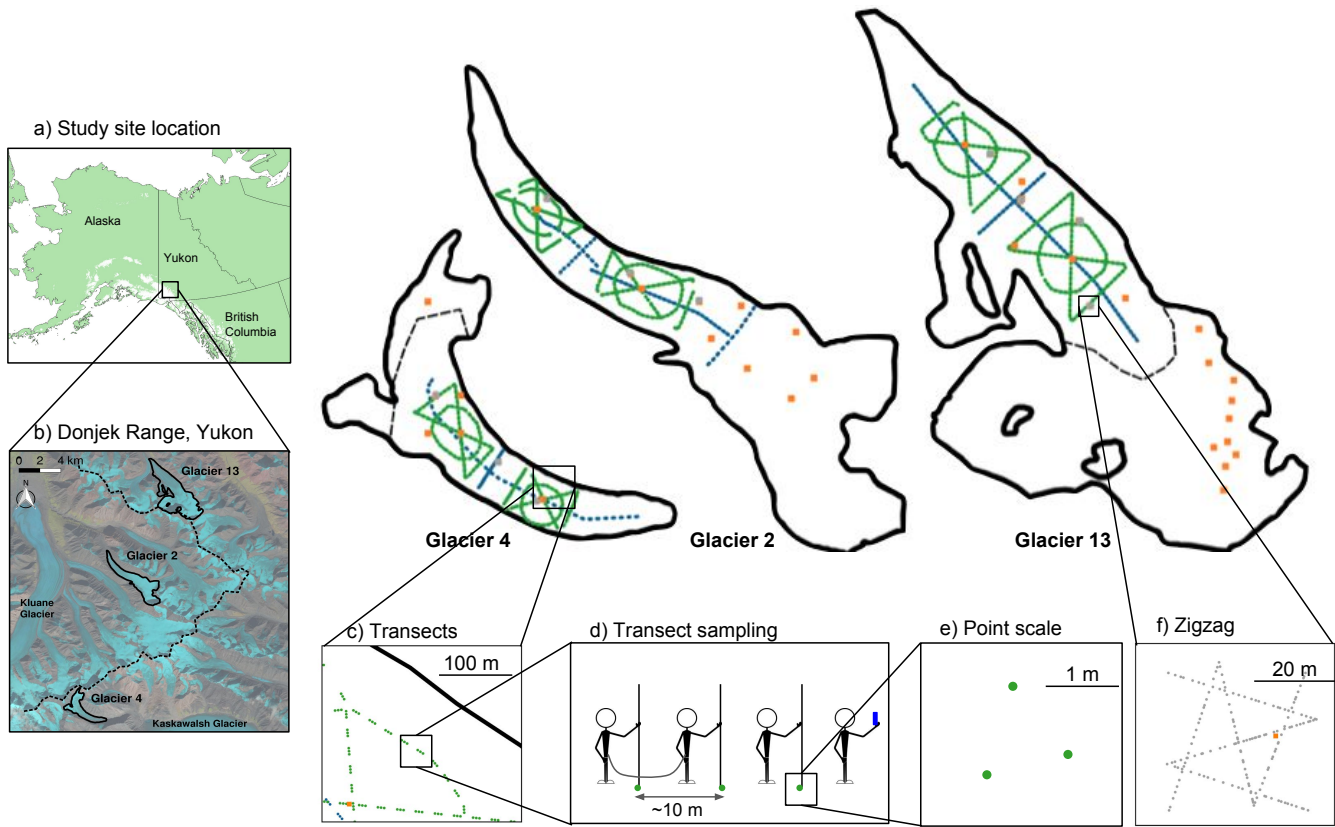 a) Study site location
Alaska
Yukon
British
Columbia
b) Donjek Range, Yukon
0 2 4 km
N
Glacier 13
Glacier 2
Kluane
Glacier
Glacier 4
Kaskawalsh Glacier
Glacier 4
Glacier 2
Glacier 13
c) Transects
100 m
d) Transect sampling
~10 m
e) Point scale
1 m
f) Zigzag
20 m